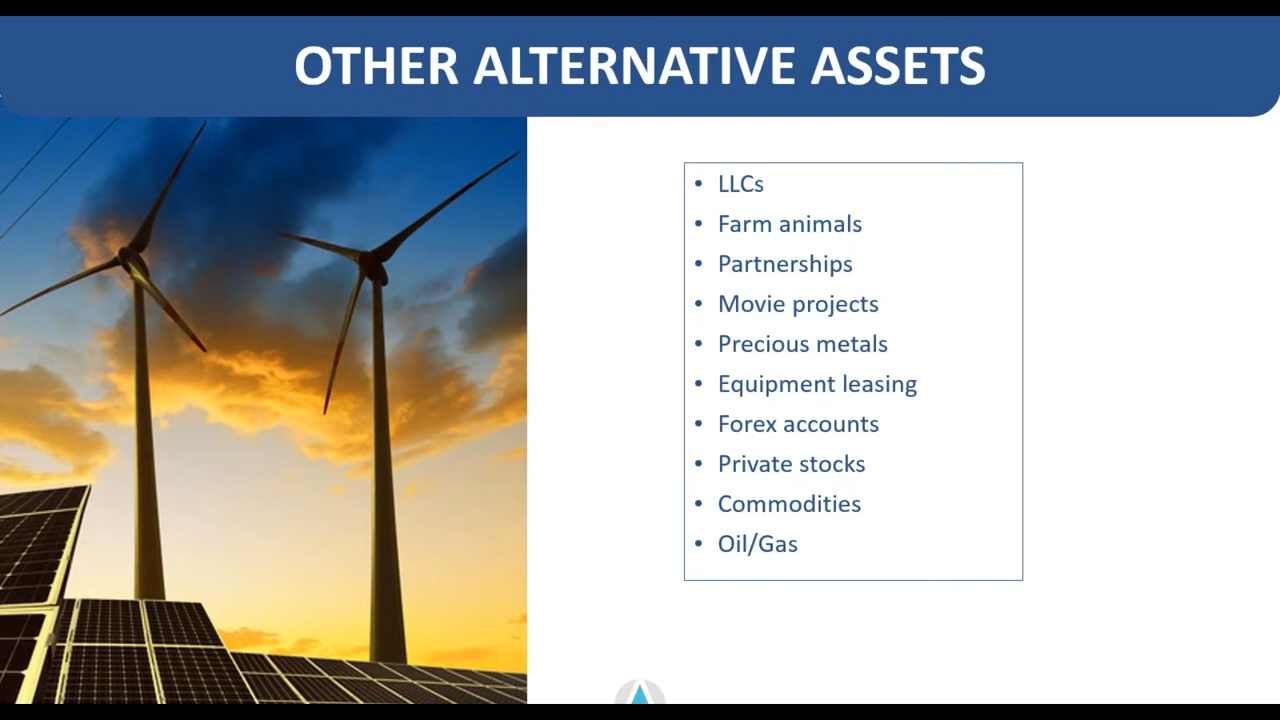 OTHER ALTERNATIVE ASSETS
• LLCs
• Farm animals
• Partnerships
• Movie projects
• Precious metals
• Equipment leasing
• Forex accounts
• Private stocks
• Commodities
• Oil/Gas